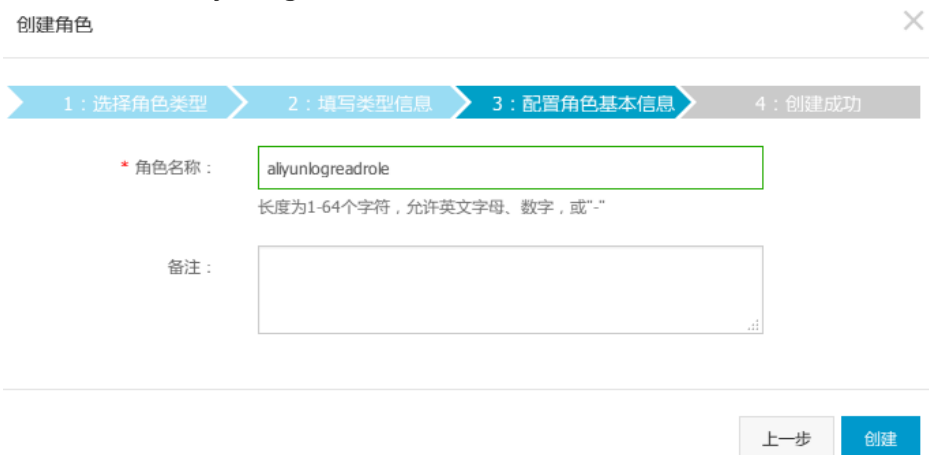 创建角色
1：选择角色类型
2：填写类型信息
3：配置角色基本信息
4：创建成功
* 角色名称：
aliyunlogreadrole
长度为1-64个字符，允许英文字母、数字，或"-"
备注：
上一步
创建